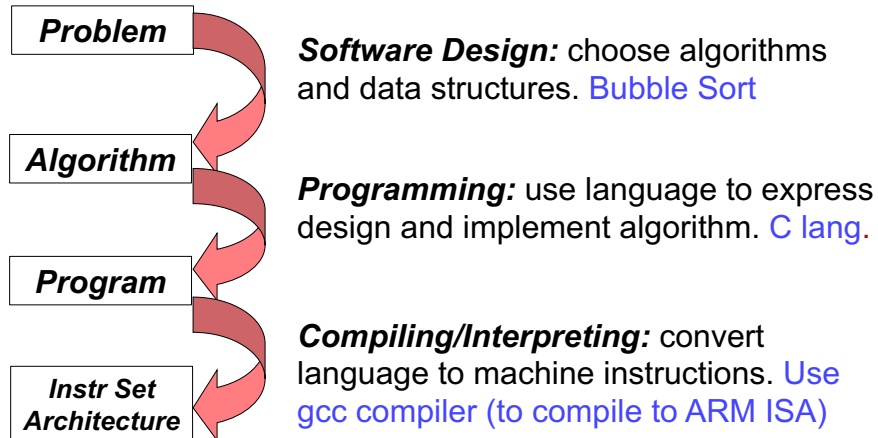 Problem
Software Design: choose algorithms
and data structures. Bubble Sort
Algorithm
Programming: use language to express
design and implement algorithm. C lang.
Program
Compiling/Interpreting: convert
language to machine instructions. Use
gcc compiler (to compile to ARM ISA)
Instr Set
Architecture